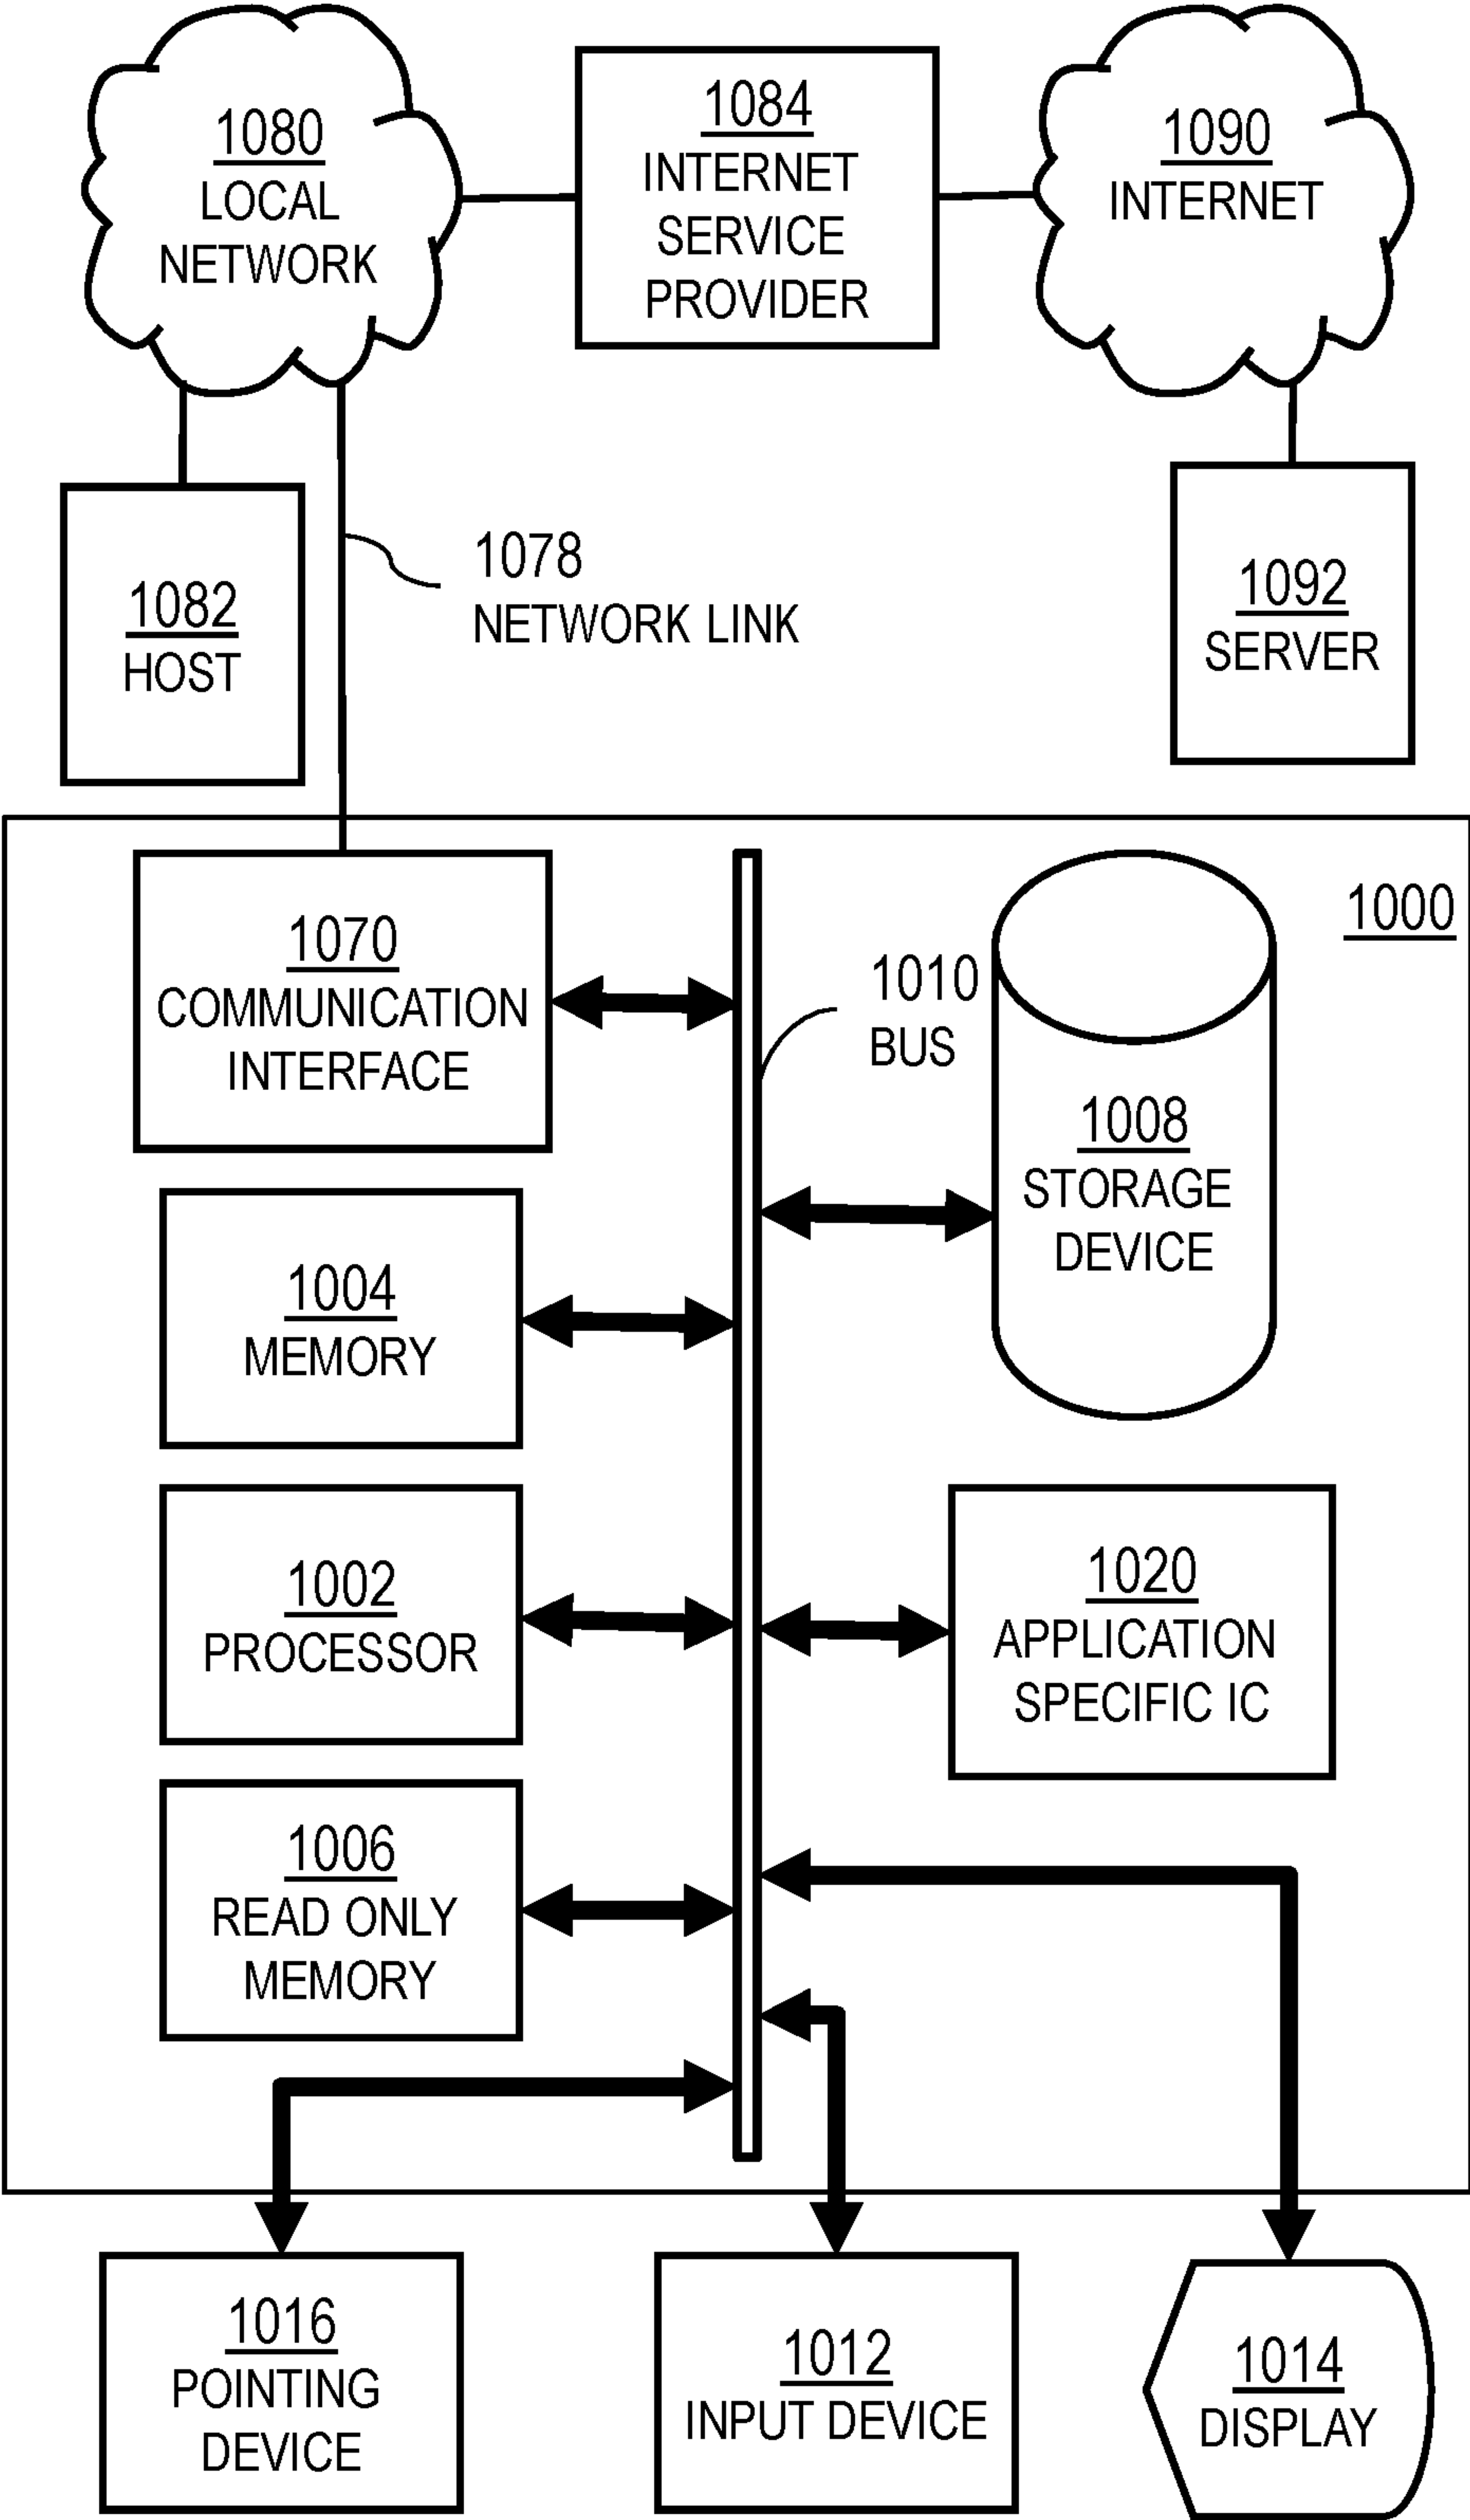 1080
LOCAL
NETWORK
1084
INTERNET
SERVICE
PROVIDER
1090
INTERNET
1082
HOST
1078
NETWORK LINK
1092
SERVER
1000
1070
COMMUNICATION
INTERFACE
1010
BUS
1008
STORAGE
DEVICE
1004
MEMORY
1002
PROCESSOR
1020
APPLICATION
SPECIFIC IC
1006
READ ONLY
MEMORY
1016
POINTING
DEVICE
1012
INPUT DEVICE
1014
DISPLAY